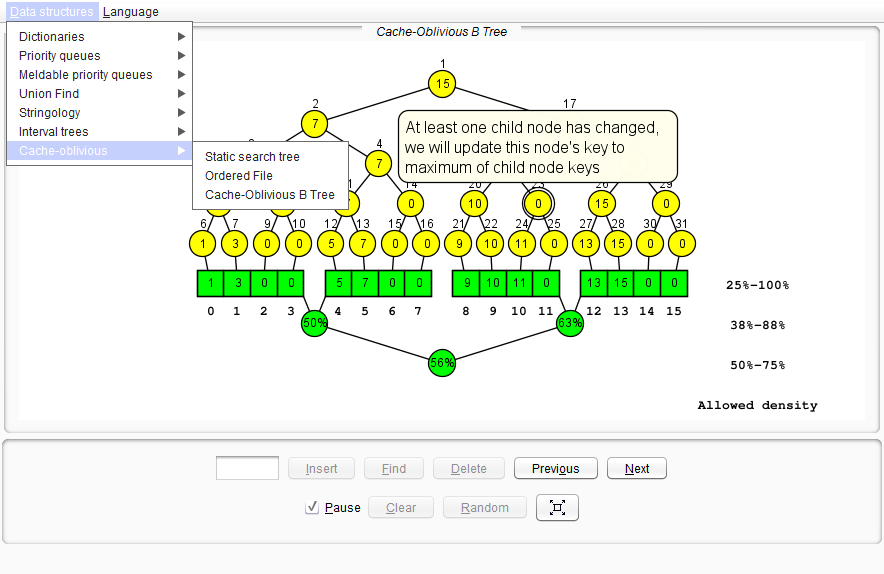 Data structures Language
Cache-Oblivious B Tree
Dictionaries
Priority queues
Meldable priority queues
Union Find
Stringology
Interval trees
Cache-oblivious
Static search tree
Ordered File
Cache-Oblivious B Tree
1
15
2 17
7
At least one child node has changed,
we will update this node's key to
maximum of child node keys
4
7
14 20 23 26 29
0 10 0 15 0
6 7 9 10 12 13 15 16 21 22 24 25 27 28 30 31
1 3 0 0 5 7 0 0 9 10 11 0 13 15 0 0
1 3 0 0 5 7 0 0 9 10 11 0 13 15 0 0 25%-100%
0 1 2 3 4 5 6 7 8 9 10 11 12 13 14 15
50% 63% 38%-88%
56% 50%-75%
Allowed density
Insert Find Delete Previous Next
Pause Clear Random